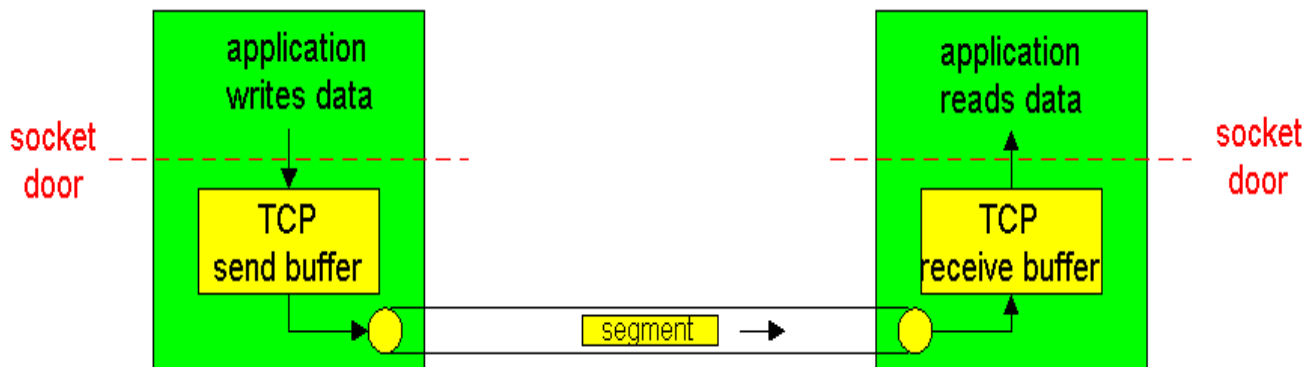 application
writes data
socket
door
TCP
send buffer
segment
application
reads data
socket
door
TCP
receive buffer